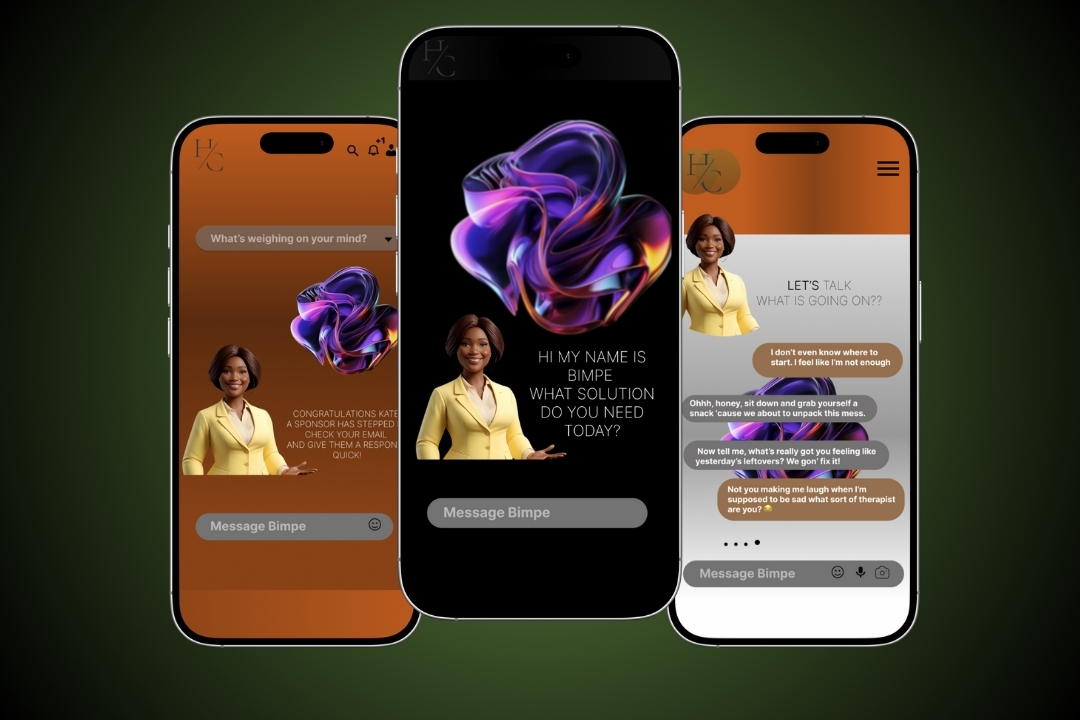 H/C
+1
What's weighing on your mind?
CONGRATULATIONS KATE
A SPONSOR HAS STEPPED
CHECK YOUR EMAIL
AND GIVE THEM A RESPON
QUICK!
Message Bimpe
H/C
HI MY NAME IS
BIMPE
WHAT SOLUTION
DO YOU NEED
TODAY?
Message Bimpe
H/C
LET'S TALK
WHAT IS GOING ON??
I don't even know where to
start. I feel like I'm not enough
Ohhh, honey, sit down and grab yourself a
snack 'cause we about to unpack this mess.
Now tell me, what's really got you feeling like
yesterday's leftovers? We gon' fix it!
Not you making me laugh when I'm
supposed to be sad what sort of therapist
are you? 😂
Message Bimpe